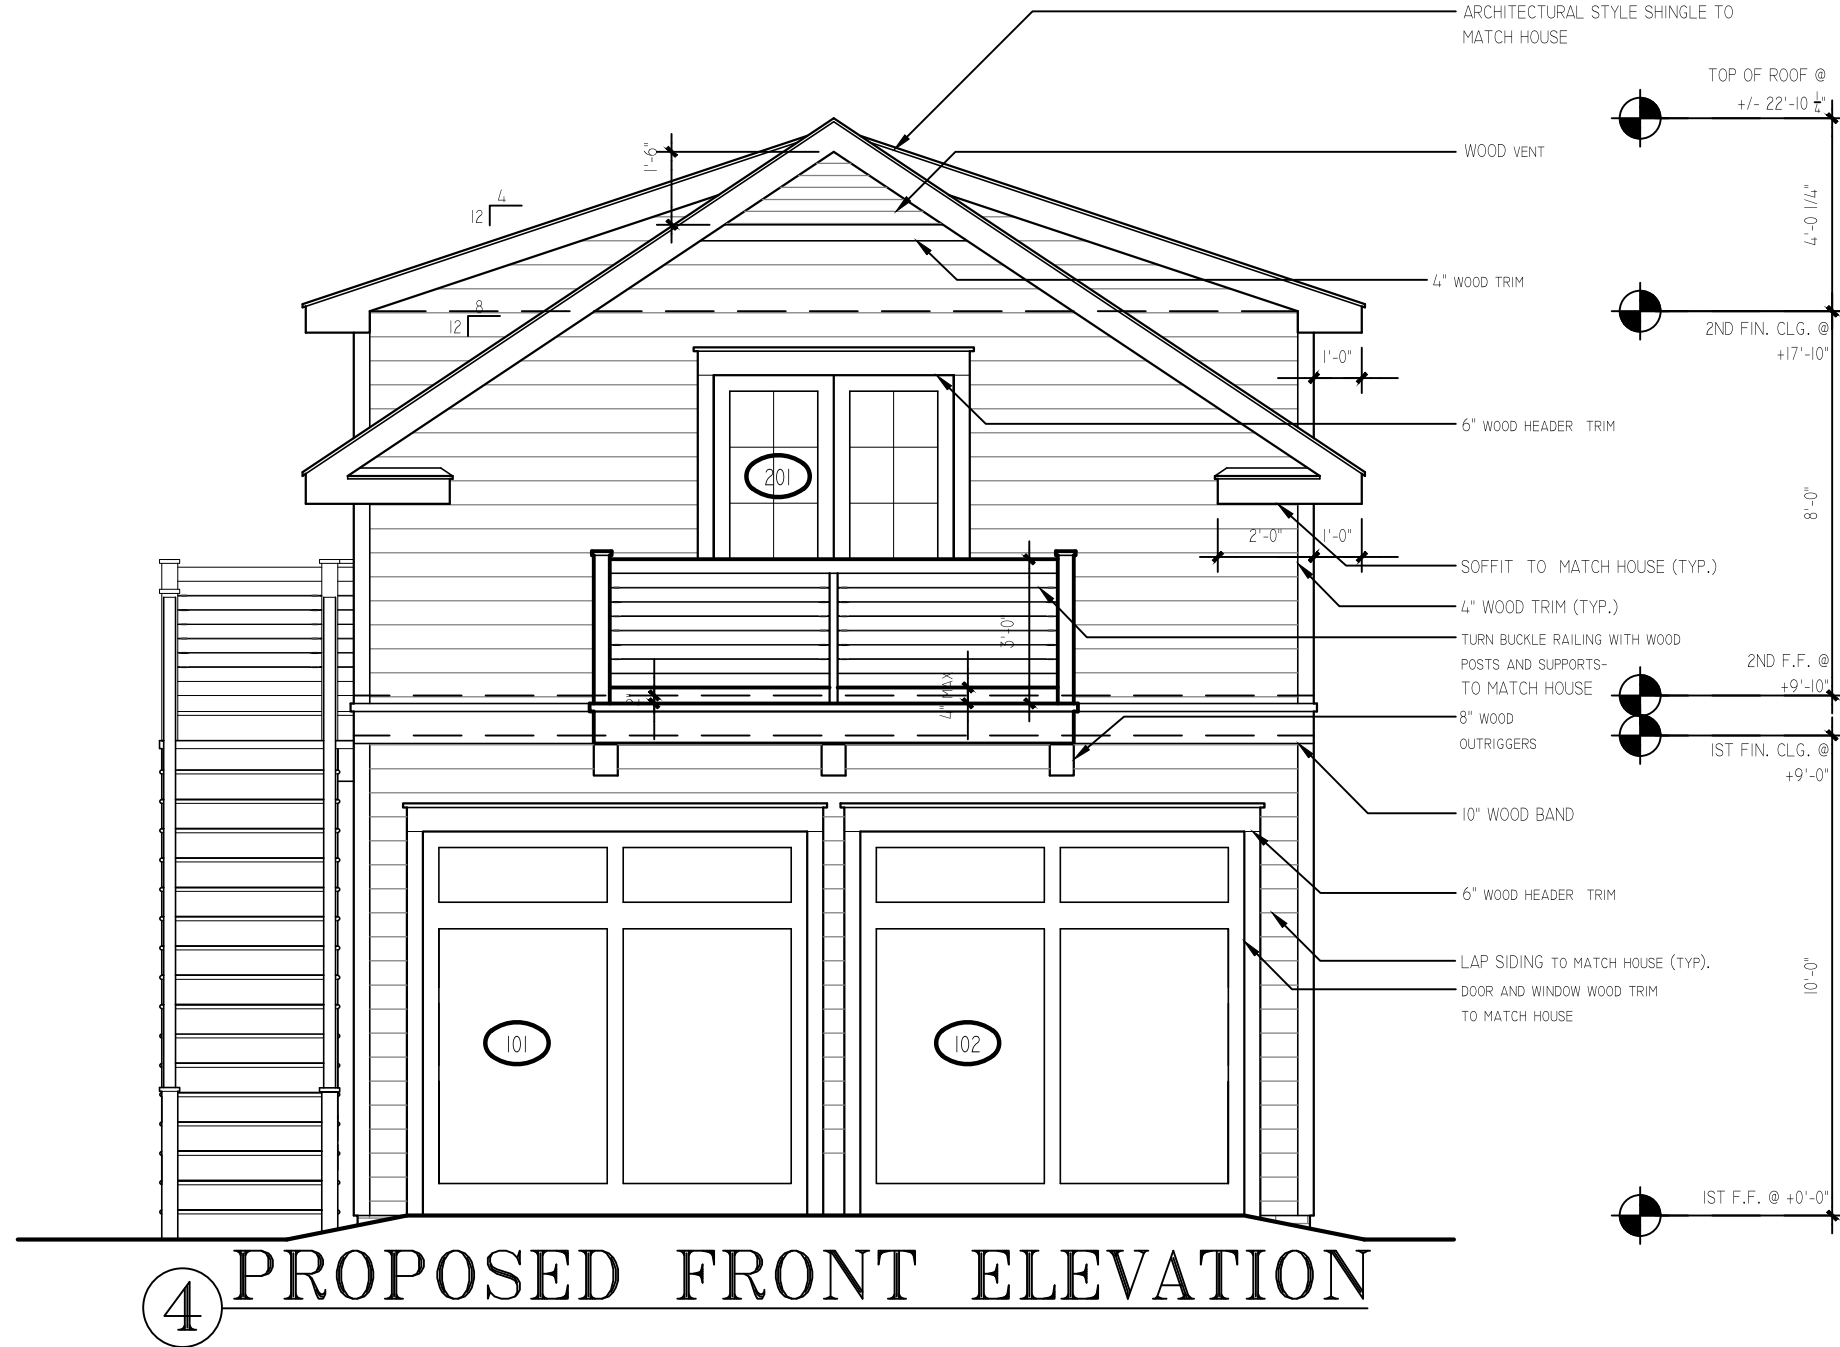 ARCHITECTURAL STYLE SHINGLE TO
MATCH HOUSE
TOP OF ROOF @
+/- 22'-10 1/4"
1'-6"
WOOD VENT
4
12
4'-0 1/4"
4" WOOD TRIM
8
12
2ND FIN. CLG. @
+17'-10"
1'-0"
6" WOOD HEADER TRIM
201
8'-0"
2'-0"
1'-0"
SOFFIT TO MATCH HOUSE (TYP.)
4" WOOD TRIM (TYP.)
3'-0"
TURN BUCKLE RAILING WITH WOOD
POSTS AND SUPPORTS-
TO MATCH HOUSE
2ND F.F. @
+9'-10"
2"
4" MAX
8" WOOD
OUTRIGGERS
1ST FIN. CLG. @
+9'-0"
10" WOOD BAND
6" WOOD HEADER TRIM
LAP SIDING TO MATCH HOUSE (TYP).
DOOR AND WINDOW WOOD TRIM
TO MATCH HOUSE
10'-0"
101
102
1ST F.F. @ +0'-0"
4 PROPOSED FRONT ELEVATION